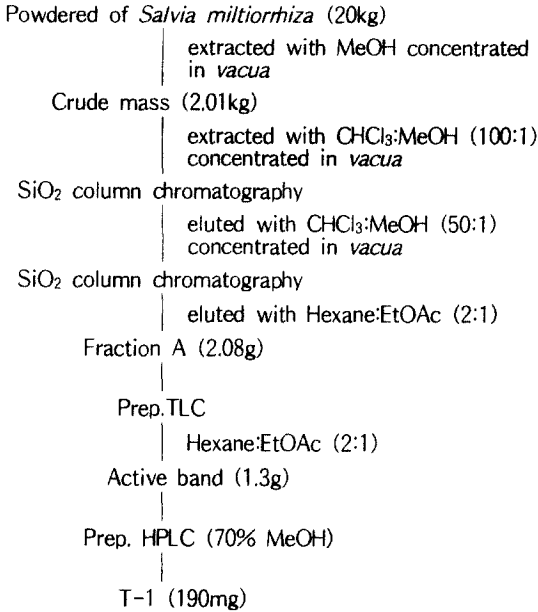 Powdered of Salvia miltiorrhiza (20kg)
extracted with MeOH concentrated
in vacua
Crude mass (2.01kg)
extracted with CHCl₃:MeOH (100:1)
concentrated in vacua
SiO₂ column chromatography
eluted with CHCl₃:MeOH (50:1)
concentrated in vacua
SiO₂ column chromatography
eluted with Hexane:EtOAc (2:1)
Fraction A (2.08g)
Prep.TLC
Hexane:EtOAc (2:1)
Active band (1.3g)
Prep. HPLC (70% MeOH)
T-1 (190mg)